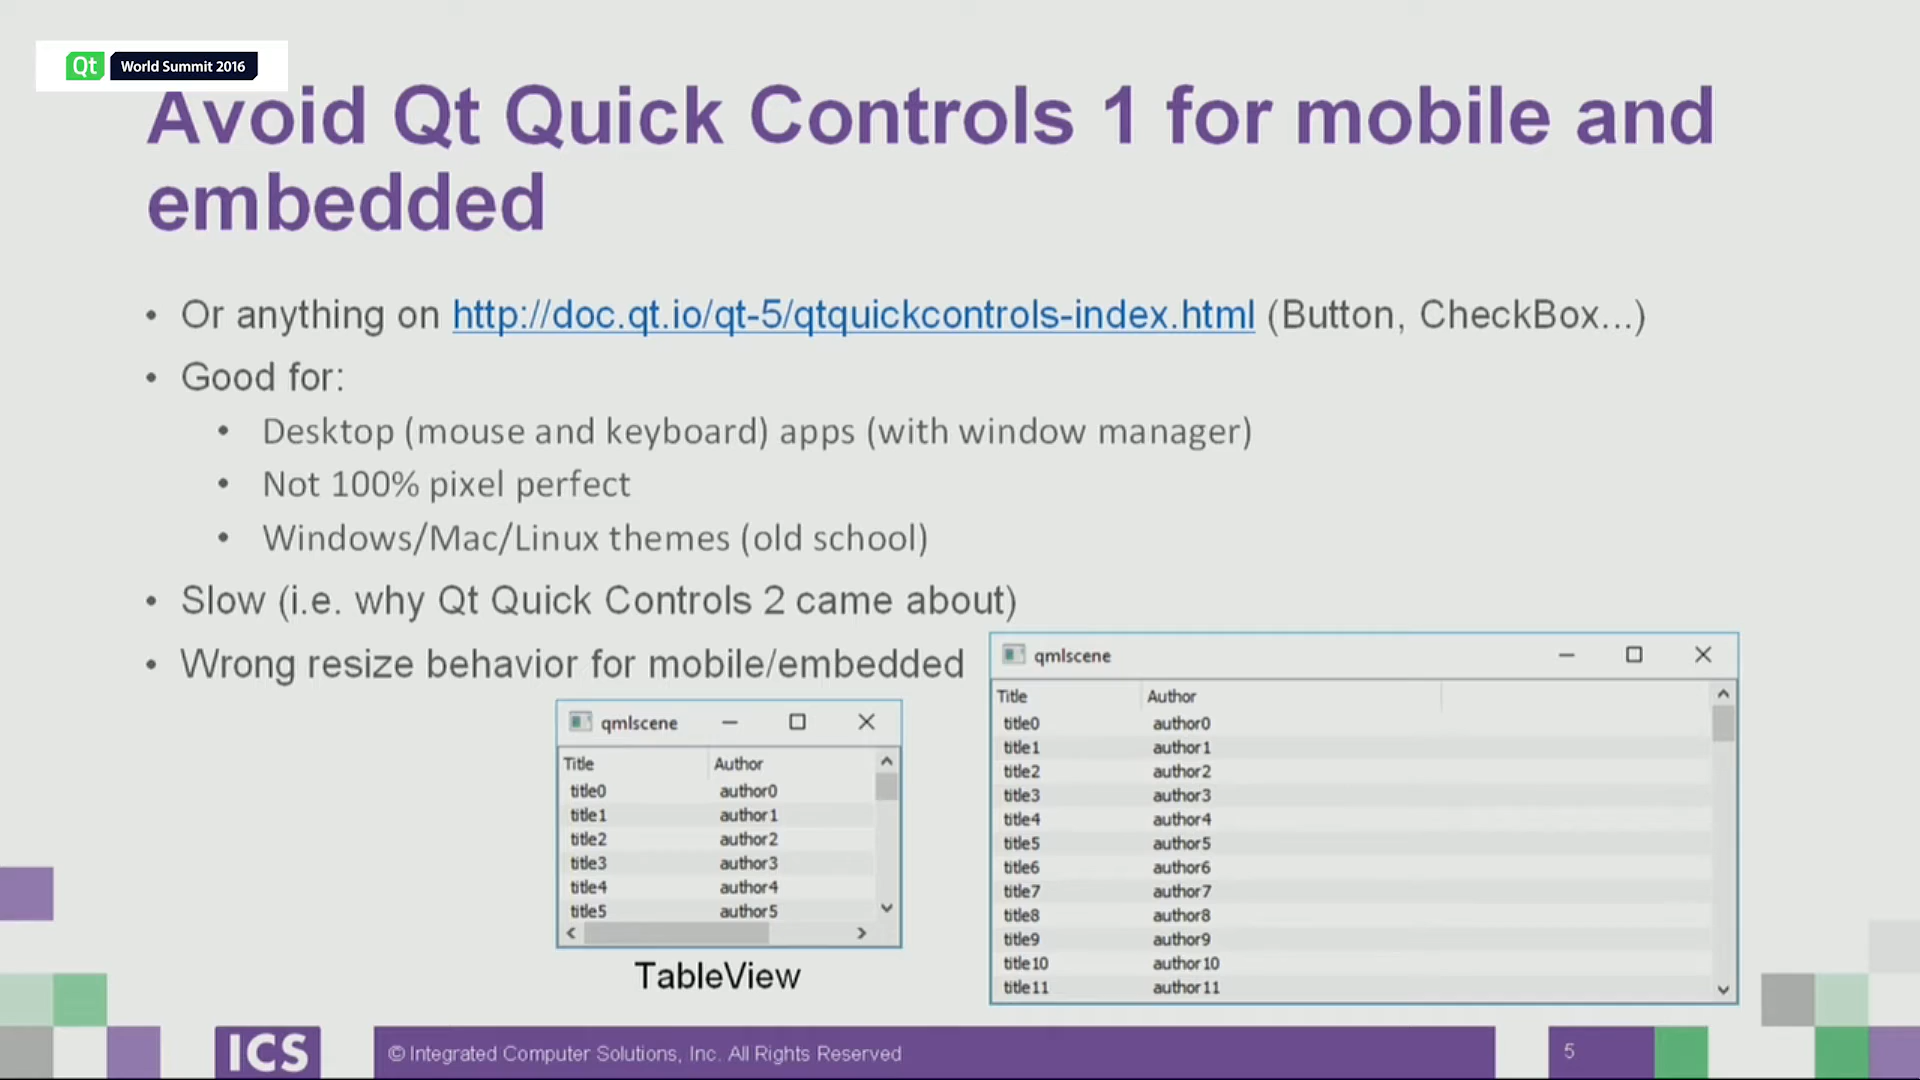 Qt World Summit 2016
Avoid Qt Quick Controls 1 for mobile and
embedded
• Or anything on http://doc.qt.io/qt-5/qtquickcontrols-index.html (Button, CheckBox...)
• Good for:
• Desktop (mouse and keyboard) apps (with window manager)
• Not 100% pixel perfect
• Windows/Mac/Linux themes (old school)
• Slow (i.e. why Qt Quick Controls 2 came about)
• Wrong resize behavior for mobile/embedded
qmlscene
Title Author
title0 author0
title1 author1
title2 author2
title3 author3
title4 author4
title5 author5
TableView
qmlscene
Title Author
title0 author0
title1 author1
title2 author2
title3 author3
title4 author4
title5 author5
title6 author6
title7 author7
title8 author8
title9 author9
title10 author10
title11 author11
ICS © Integrated Computer Solutions, Inc. All Rights Reserved 5